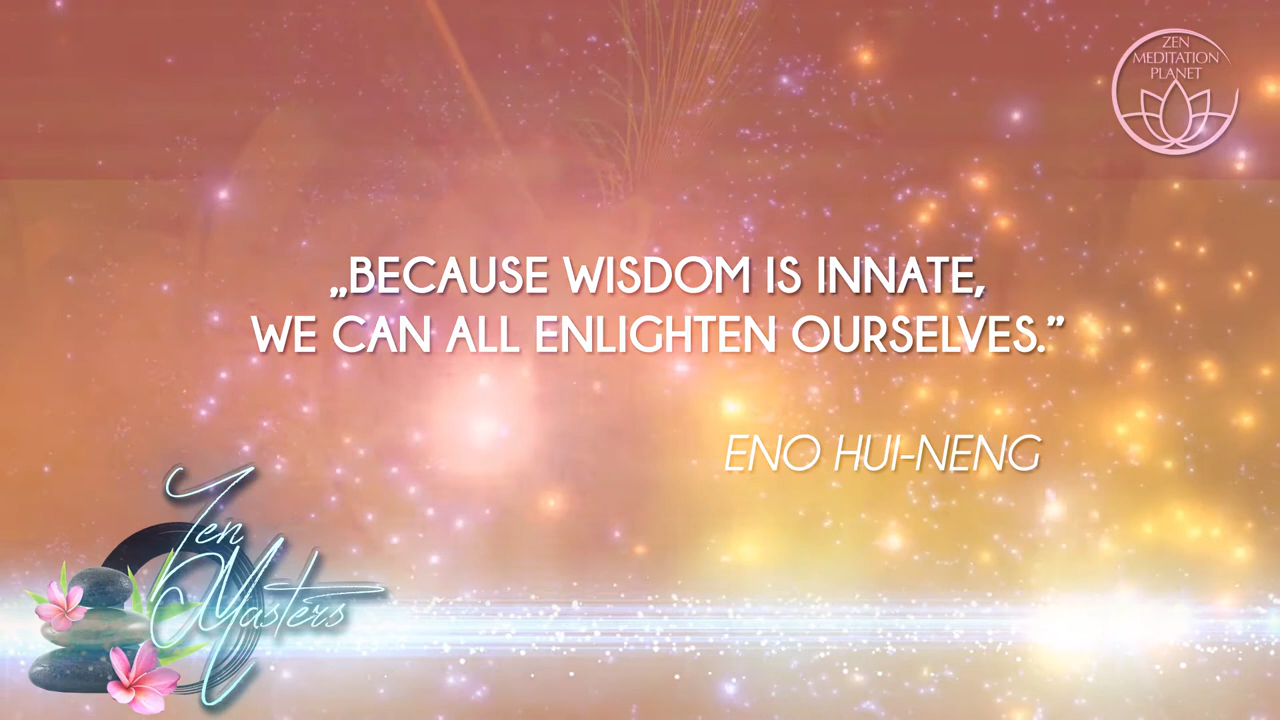 ZEN
MEDITATION
PLANET
„BECAUSE WISDOM IS INNATE,
WE CAN ALL ENLIGHTEN OURSELVES.”
ENO HUI-NENG
Zen
Masters